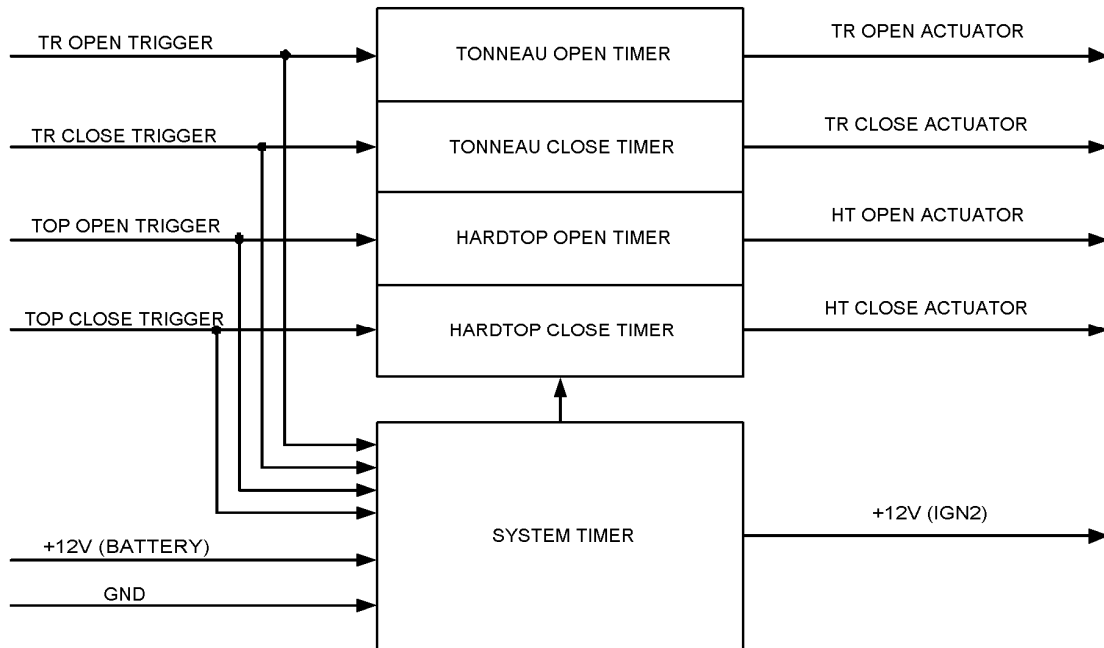 TR OPEN TRIGGER
TONNEAU OPEN TIMER
TR OPEN ACTUATOR
TR CLOSE TRIGGER
TONNEAU CLOSE TIMER
TR CLOSE ACTUATOR
TOP OPEN TRIGGER
HARDTOP OPEN TIMER
HT OPEN ACTUATOR
TOP CLOSE TRIGGER
HARDTOP CLOSE TIMER
HT CLOSE ACTUATOR
+12V (BATTERY)
GND
SYSTEM TIMER
+12V (IGN2)